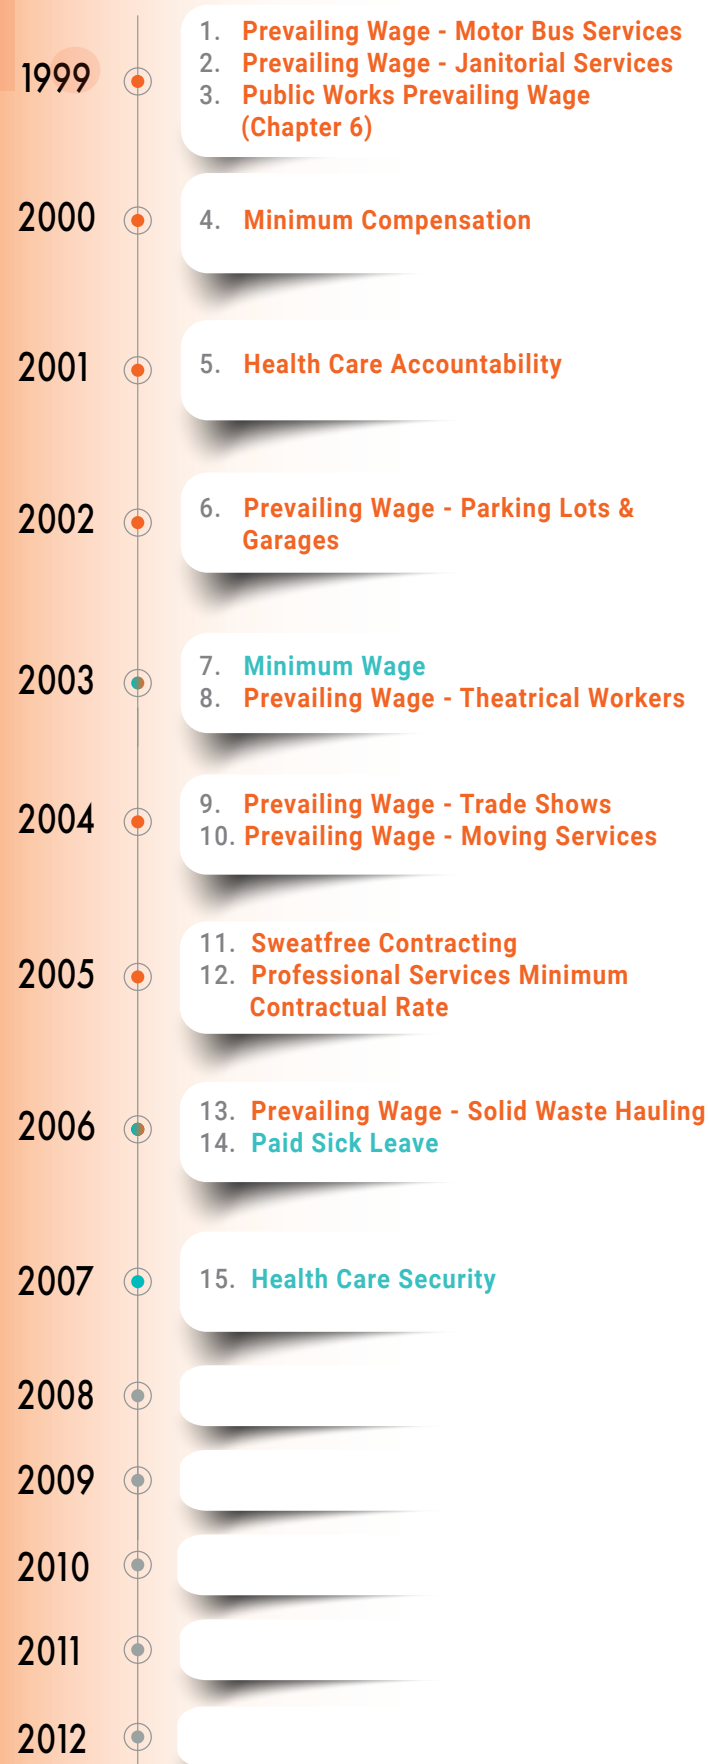 1999
1. Prevailing Wage - Motor Bus Services
2. Prevailing Wage - Janitorial Services
3. Public Works Prevailing Wage
(Chapter 6)
2000
4. Minimum Compensation
2001
5. Health Care Accountability
2002
6. Prevailing Wage - Parking Lots &
Garages
2003
7. Minimum Wage
8. Prevailing Wage - Theatrical Workers
2004
9. Prevailing Wage - Trade Shows
10. Prevailing Wage - Moving Services
2005
11. Sweatfree Contracting
12. Professional Services Minimum
Contractual Rate
2006
13. Prevailing Wage - Solid Waste Hauling
14. Paid Sick Leave
2007
15. Health Care Security
2008
2009
2010
2011
2012